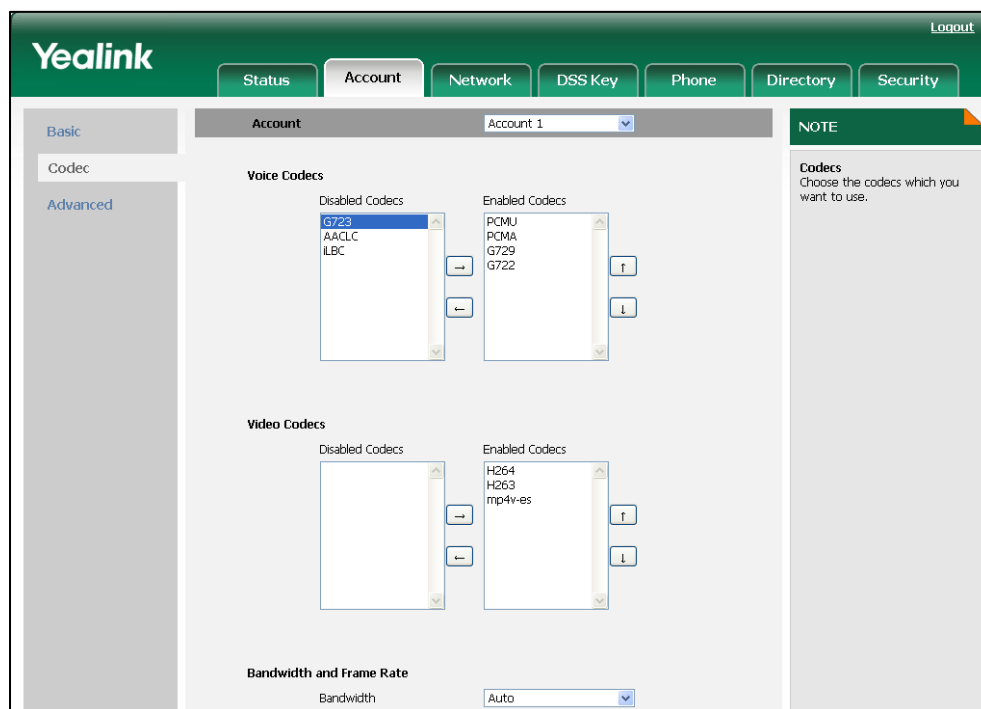 Logout
Yealink
Status Account Network DSS Key Phone Directory Security
Basic
Codec
Advanced
Account Account 1
Voice Codecs
Disabled Codecs Enabled Codecs
G723
AACLC
iLBC
PCMU
PCMA
G729
G722
→
←
↑
↓
Video Codecs
Disabled Codecs Enabled Codecs
H264
H263
mp4v-es
→
←
↑
↓
Bandwidth and Frame Rate
Bandwidth Auto
NOTE
Codecs
Choose the codecs which you
want to use.